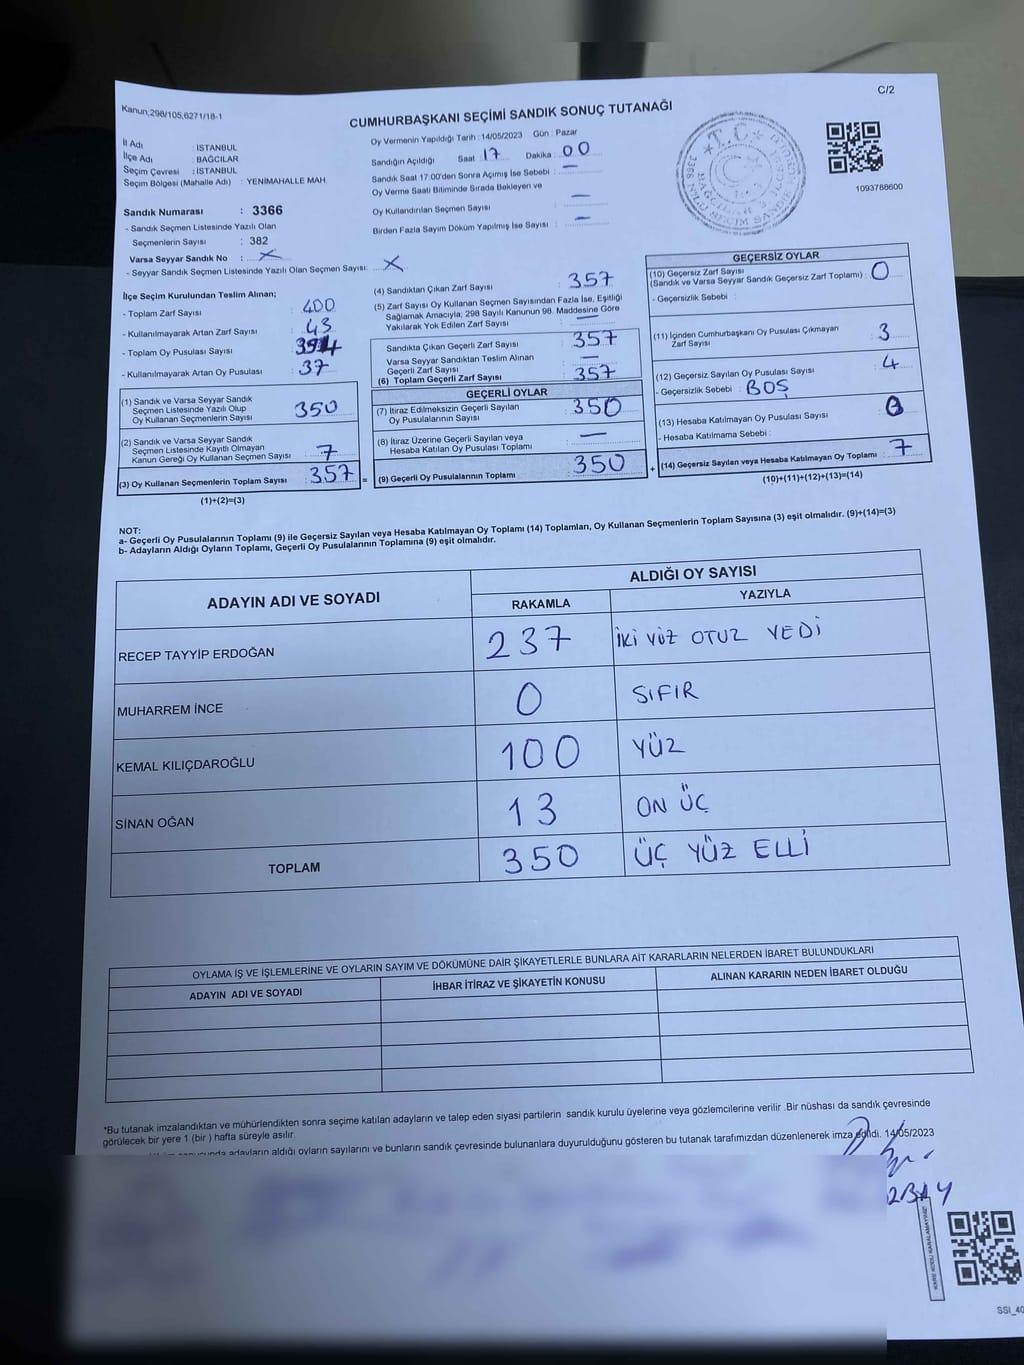 C/2
Kanun:298/105,6271/18-1
CUMHURBAŞKANI SEÇİMİ SANDIK SONUÇ TUTANAĞI
1093788600
İl Adı : İSTANBUL
İlçe Adı : BAĞCILAR
Seçim Çevresi : İSTANBUL
Seçim Bölgesi (Mahalle Adı) : YENİMAHALLE MAH.
Sandık Numarası : 3366
- Sandık Seçmen Listesinde Yazılı Olan
Seçmenlerin Sayısı : 382
Varsa Seyyar Sandık No : X
- Seyyar Sandık Seçmen Listesinde Yazılı Olan Seçmen Sayısı: X
Oy Vermenin Yapıldığı Tarih : 14/05/2023 Gün : Pazar
Sandığın Açıldığı Saat : 17 Dakika : 00
Sandık Saat 17:00'den Sonra Açımış İse Sebebi : —
Oy Verme Saati Bitiminde Sırada Bekleyen ve
Oy Kullandırılan Seçmen Sayısı : —
Birden Fazla Sayım Döküm Yapılmış İse Sayısı : —
T.C.
3366 NOLU SEÇİM SANDIK
İlçe Seçim Kurulundan Teslim Alınan;
- Toplam Zarf Sayısı : 400
- Kullanılmayarak Artan Zarf Sayısı : 43
- Toplam Oy Pusulası Sayısı : 394
- Kullanılmayarak Artan Oy Pusulası : 37
(1) Sandık ve Varsa Seyyar Sandık
Seçmen Listesinde Yazılı Olup
Oy Kullanan Seçmenlerin Sayısı 350
(2) Sandık ve Varsa Seyyar Sandık
Seçmen Listesinde Kayıtlı Olmayan
Kanun Gereği Oy Kullanan Seçmen Sayısı : 7
(3) Oy Kullanan Seçmenlerin Toplam Sayısı : 357 =
(1)+(2)=(3)
(4) Sandıktan Çıkan Zarf Sayısı : 357
(5) Zarf Sayısı Oy Kullanan Seçmen Sayısından Fazla İse, Eşitliği
Sağlamak Amacıyla, 298 Sayılı Kanunun 98. Maddesine Göre
Yakılarak Yok Edilen Zarf Sayısı : —
Sandıkta Çıkan Geçerli Zarf Sayısı : 357
Varsa Seyyar Sandıktan Teslim Alınan
Geçerli Zarf Sayısı : —
(6) Toplam Geçerli Zarf Sayısı : 357
GEÇERLİ OYLAR
(7) İtiraz Edilmeksizin Geçerli Sayılan
Oy Pusulalarının Sayısı : 350
(8) İtiraz Üzerine Geçerli Sayılan veya
Hesaba Katılan Oy Pusulası Toplamı : —
(9) Geçerli Oy Pusulalarının Toplamı : 350 +
GEÇERSİZ OYLAR
(10) Geçersiz Zarf Sayısı
(Sandık ve Varsa Seyyar Sandık Geçersiz Zarf Toplamı) : 0
- Geçersizlik Sebebi :
(11) İçinden Cumhurbaşkanı Oy Pusulası Çıkmayan
Zarf Sayısı : 3
(12) Geçersiz Sayılan Oy Pusulası Sayısı : 4
- Geçersizlik Sebebi : BOŞ
(13) Hesaba Katılmayan Oy Pusulası Sayısı : 0
- Hesaba Katılmama Sebebi :
(14) Geçersiz Sayılan veya Hesaba Katılmayan Oy Toplamı : 7
(10)+(11)+(12)+(13)=(14)
NOT:
a- Geçerli Oy Pusulalarının Toplamı (9) ile Geçersiz Sayılan veya Hesaba Katılmayan Oy Toplamı (14) Toplamları, Oy Kullanan Seçmenlerin Toplam Sayısına (3) eşit olmalıdır. (9)+(14)=(3)
b- Adayların Aldığı Oyların Toplamı, Geçerli Oy Pusulalarının Toplamına (9) eşit olmalıdır.
ADAYIN ADI VE SOYADI
ALDIĞI OY SAYISI
RAKAMLA YAZIYLA
RECEP TAYYİP ERDOĞAN 237 İKİ YÜZ OTUZ YEDİ
MUHARREM İNCE 0 SIFIR
KEMAL KILIÇDAROĞLU 100 YÜZ
SİNAN OĞAN 13 ON ÜÇ
TOPLAM 350 ÜÇ YÜZ ELLİ
OYLAMA İŞ VE İŞLEMLERİNE VE OYLARIN SAYIM VE DÖKÜMÜNE DAİR ŞİKAYETLERLE BUNLARA AİT KARARLARIN NELERDEN İBARET BULUNDUKLARI
ADAYIN ADI VE SOYADI İHBAR İTİRAZ VE ŞİKAYETİN KONUSU ALINAN KARARIN NEDEN İBARET OLDUĞU
*Bu tutanak imzalandıktan ve mühürlendikten sonra seçime katılan adayların ve talep eden siyasi partilerin sandık kurulu üyelerine veya gözlemcilerine verilir .Bir nüshası da sandık çevresinde
görülecek bir yere 1 (bir ) hafta süreyle asılır.
adayların aldığı oyların sayılarını ve bunların sandık çevresinde bulunanlara duyurulduğunu gösteren bu tutanak tarafımızdan düzenlenerek imza edildi. 14/05/2023
KARE KODU KARALAMAYINIZ!
SSI_40